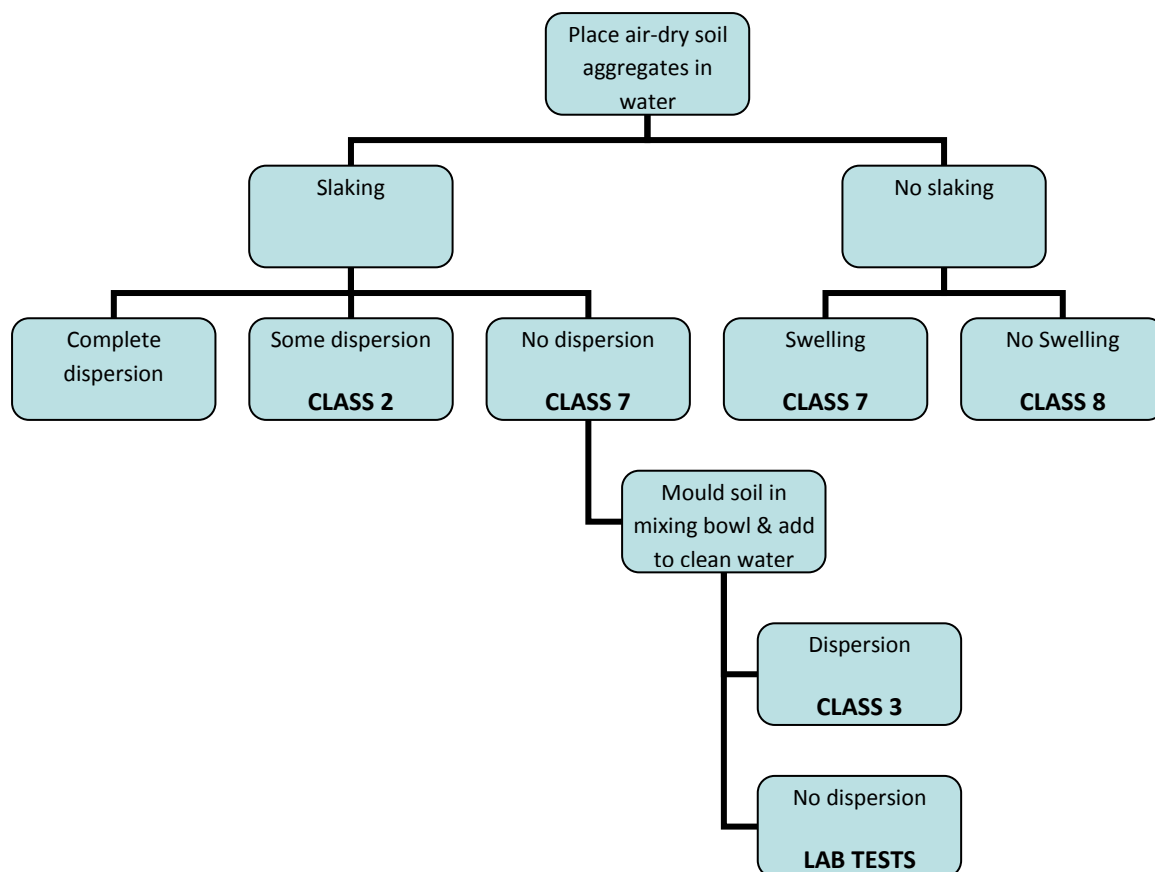 Place air-dry soil
aggregates in
water
Slaking
No slaking
Complete
dispersion
Some dispersion
CLASS 2
No dispersion
CLASS 7
Swelling
CLASS 7
No Swelling
CLASS 8
Mould soil in
mixing bowl & add
to clean water
Dispersion
CLASS 3
No dispersion
LAB TESTS